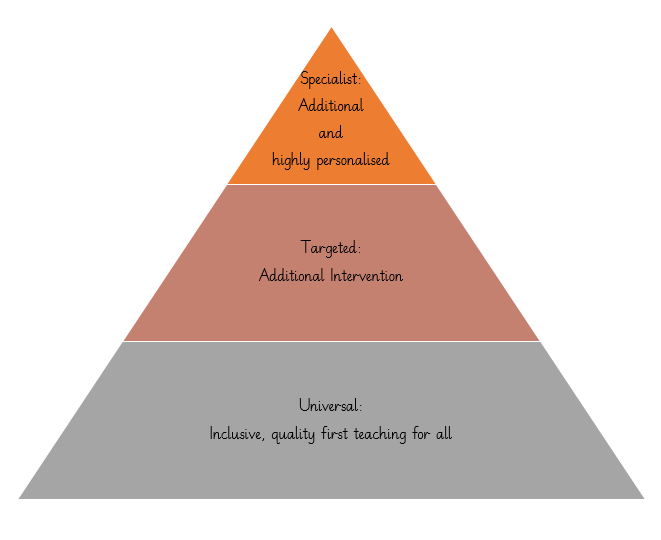 Specialist:
Additional
and
highly personalised
Targeted:
Additional Intervention
Universal:
Inclusive, quality first teaching for all